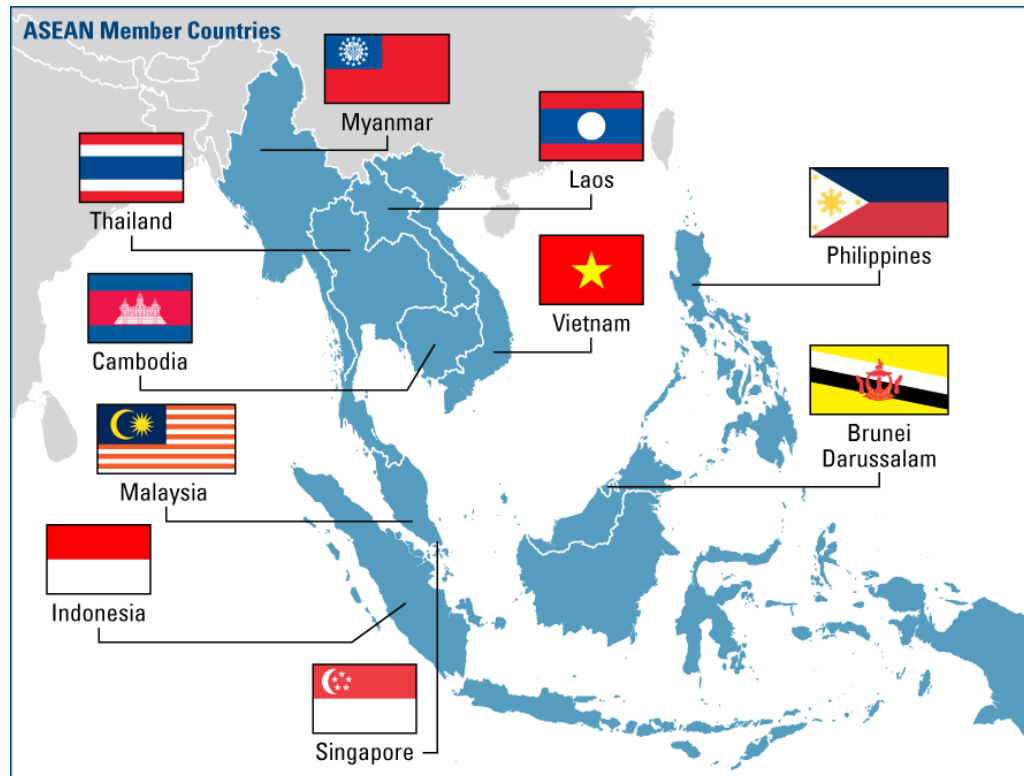 ASEAN Member Countries
Myanmar
Laos
Thailand
Philippines
Vietnam
Cambodia
Brunei
Darussalam
Malaysia
Indonesia
Singapore